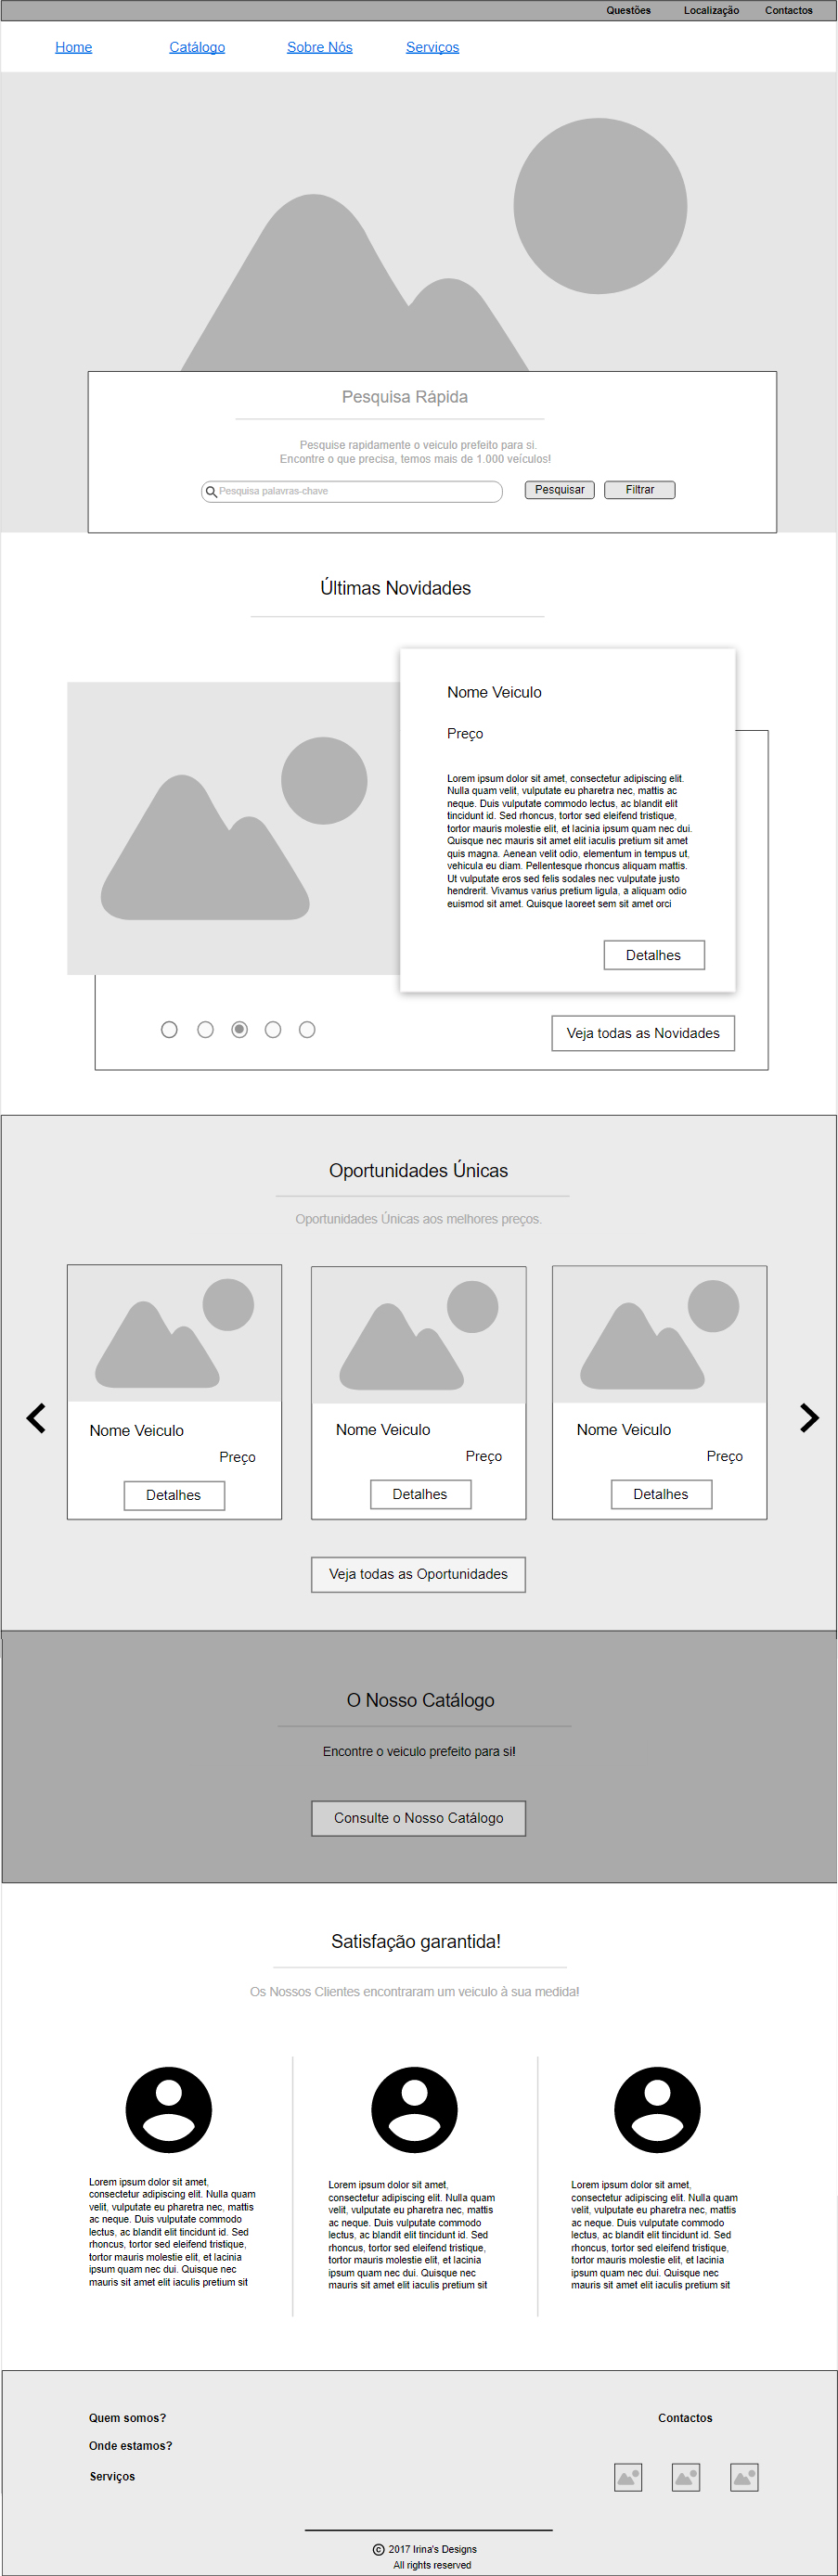 Questões Localização Contactos
Home Catálogo Sobre Nós Serviços
Pesquisa Rápida
Pesquise rapidamente o veiculo prefeito para si.
Encontre o que precisa, temos mais de 1.000 veículos!
Pesquisa palavras-chave Pesquisar Filtrar
Últimas Novidades
Nome Veiculo
Preço
Lorem ipsum dolor sit amet, consectetur adipiscing elit.
Nulla quam velit, vulputate eu pharetra nec, mattis ac
neque. Duis vulputate commodo lectus, ac blandit elit
tincidunt id. Sed rhoncus, tortor sed eleifend tristique,
tortor mauris molestie elit, et lacinia ipsum quam nec dui.
Quisque nec mauris sit amet elit iaculis pretium sit amet
quis magna. Aenean velit odio, elementum in tempus ut,
vehicula eu diam. Pellentesque rhoncus aliquam mattis.
Ut vulputate eros sed felis sodales nec vulputate justo
hendrerit. Vivamus varius pretium ligula, a aliquam odio
euismod sit amet. Quisque laoreet sem sit amet orci
Detalhes
Veja todas as Novidades
Oportunidades Únicas
Oportunidades Únicas aos melhores preços.
Nome Veiculo
Preço
Detalhes
Nome Veiculo
Preço
Detalhes
Nome Veiculo
Preço
Detalhes
Veja todas as Oportunidades
O Nosso Catálogo
Encontre o veiculo prefeito para si!
Consulte o Nosso Catálogo
Satisfação garantida!
Os Nossos Clientes encontraram um veiculo à sua medida!
Lorem ipsum dolor sit amet,
consectetur adipiscing elit. Nulla quam
velit, vulputate eu pharetra nec, mattis
ac neque. Duis vulputate commodo
lectus, ac blandit elit tincidunt id. Sed
rhoncus, tortor sed eleifend tristique,
tortor mauris molestie elit, et lacinia
ipsum quam nec dui. Quisque nec
mauris sit amet elit iaculis pretium sit
Lorem ipsum dolor sit amet,
consectetur adipiscing elit. Nulla quam
velit, vulputate eu pharetra nec, mattis
ac neque. Duis vulputate commodo
lectus, ac blandit elit tincidunt id. Sed
rhoncus, tortor sed eleifend tristique,
tortor mauris molestie elit, et lacinia
ipsum quam nec dui. Quisque nec
mauris sit amet elit iaculis pretium sit
Lorem ipsum dolor sit amet,
consectetur adipiscing elit. Nulla quam
velit, vulputate eu pharetra nec, mattis
ac neque. Duis vulputate commodo
lectus, ac blandit elit tincidunt id. Sed
rhoncus, tortor sed eleifend tristique,
tortor mauris molestie elit, et lacinia
ipsum quam nec dui. Quisque nec
mauris sit amet elit iaculis pretium sit
Quem somos?
Onde estamos?
Serviços
Contactos
© 2017 Irina's Designs
All rights reserved